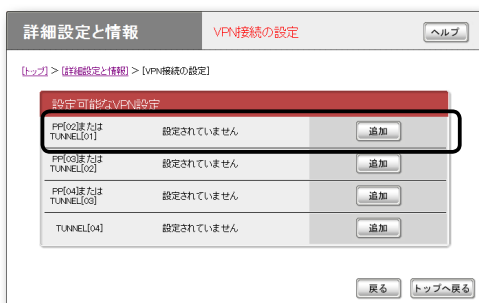 詳細設定と情報 VPN接続の設定 ヘルプ
[トップ] > [詳細設定と情報] > [VPN接続の設定]
設定可能なVPN設定
PP[02]または
TUNNEL[01] 設定されていません 追加
PP[03]または
TUNNEL[02] 設定されていません 追加
PP[04]または
TUNNEL[03] 設定されていません 追加
TUNNEL[04] 設定されていません 追加
戻る トップへ戻る